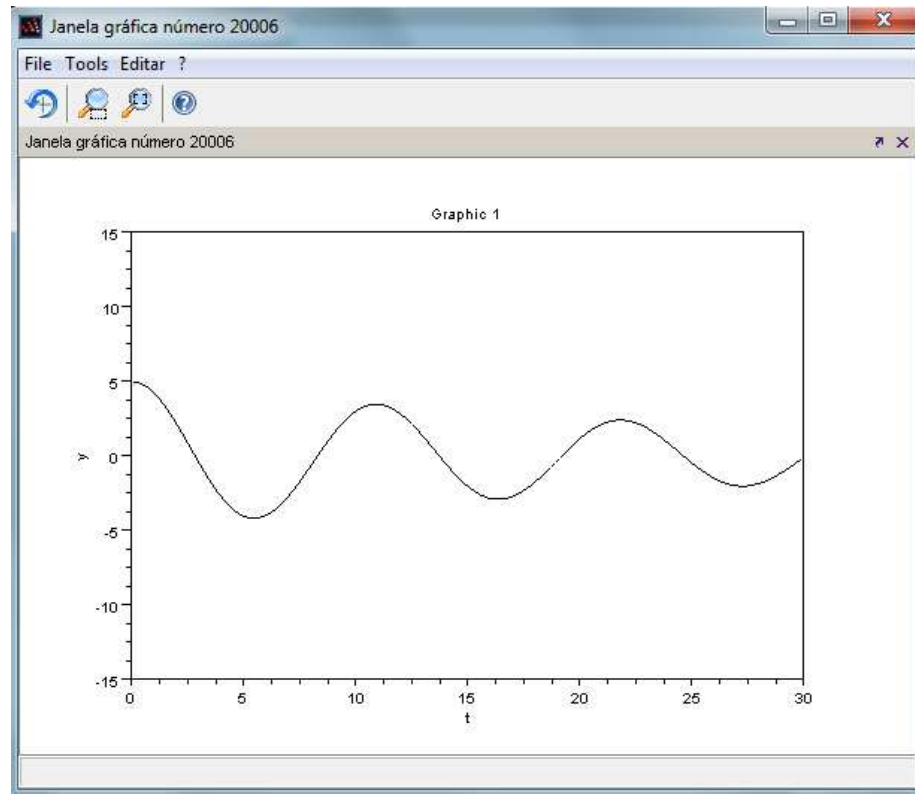 Janela gráfica número 20006
File Tools Editar ?
Janela gráfica número 20006
Graphic 1
15
10
5
0
-5
-10
-15
y
0 5 10 15 20 25 30
t